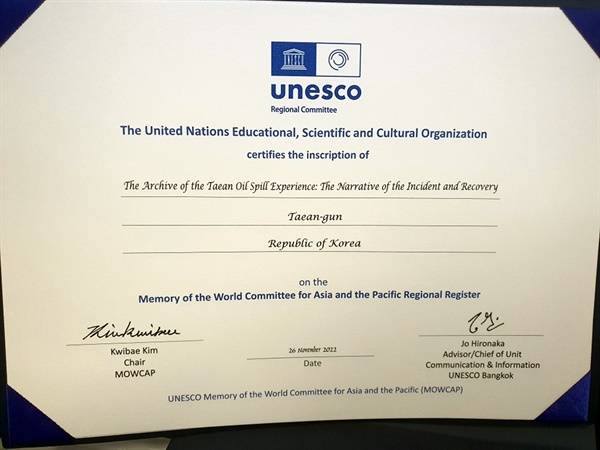 unesco
Regional Committee
The United Nations Educational, Scientific and Cultural Organization
certifies the inscription of
The Archive of the Taean Oil Spill Experience: The Narrative of the Incident and Recovery
Taean-gun
Republic of Korea
on the
Memory of the World Committee for Asia and the Pacific Regional Register
Kwibae Kim
Chair
MOWCAP
26 November 2022
Date
Jo Hironaka
Advisor/Chief of Unit
Communication & Information
UNESCO Bangkok
UNESCO Memory of the World Committee for Asia and the Pacific (MOWCAP)